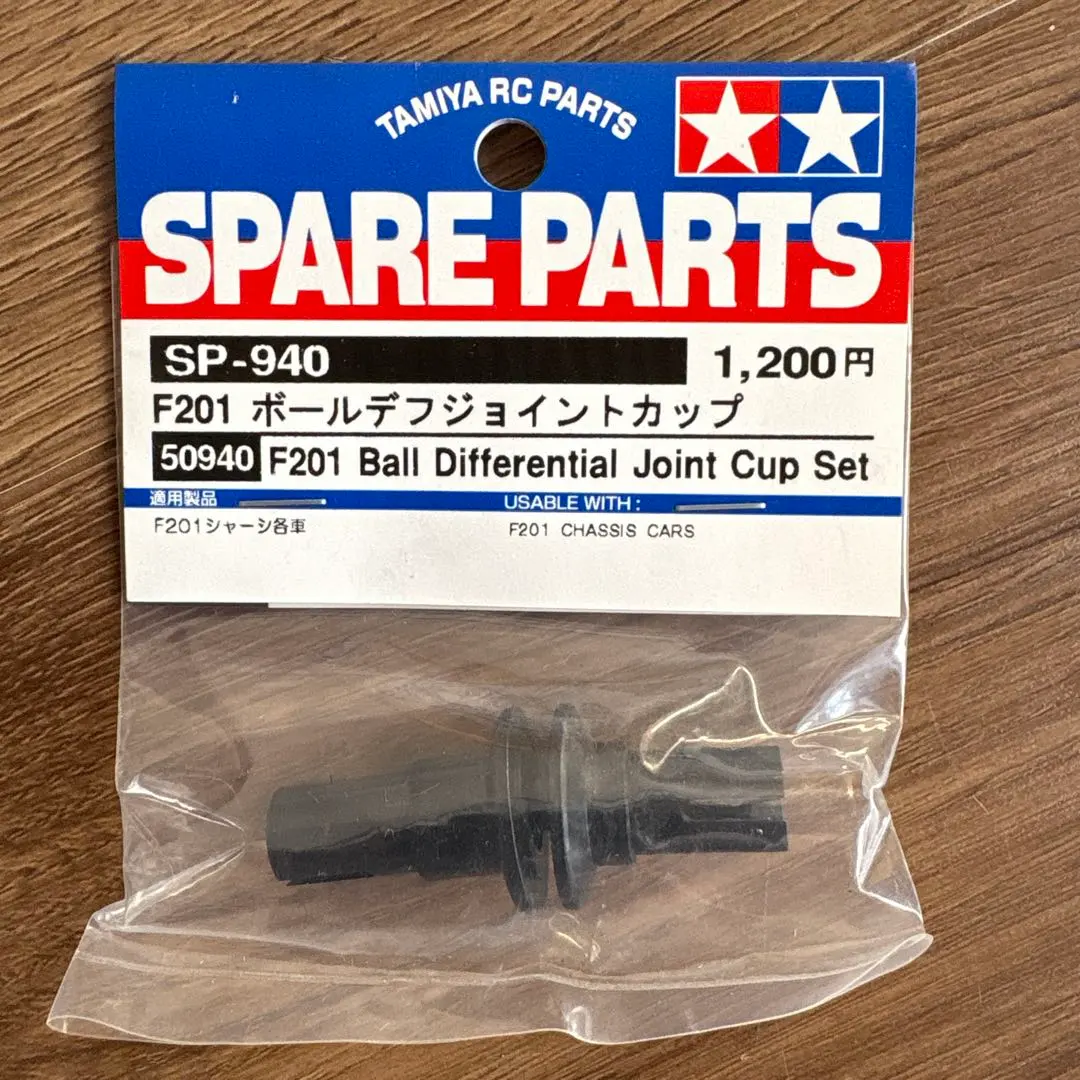 TAMIYA RC PARTS
SPARE PARTS
SP-940 1,200円
F201 ボールデフジョイントカップ
50940 F201 Ball Differential Joint Cup Set
適用製品 USABLE WITH :
F201シャーシ各車 F201 CHASSIS CARS